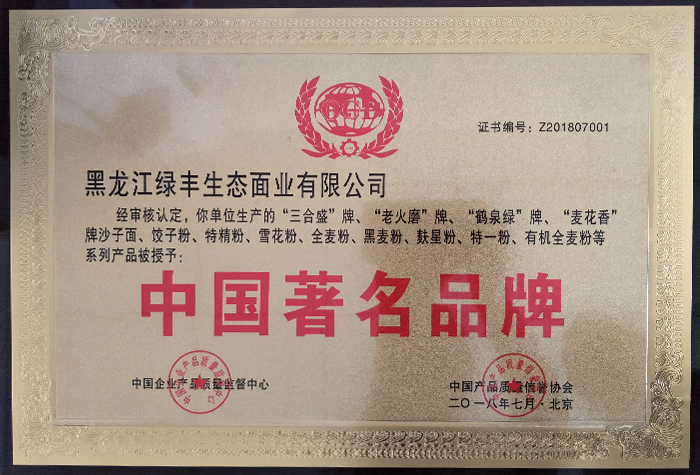 证书编号：Z201807001
黑龙江绿丰生态面业有限公司
经审核认定，你单位生产的“三合盛”牌、“老火磨”牌、“鹤泉绿”牌、“麦花香”
牌沙子面、饺子粉、特精粉、雪花粉、全麦粉、黑麦粉、麸星粉、特一粉、有机全麦粉等
系列产品被授予：
中国著名品牌
中国企业产品质量监督中心
中国产品质量信誉协会
二〇一八年七月·北京